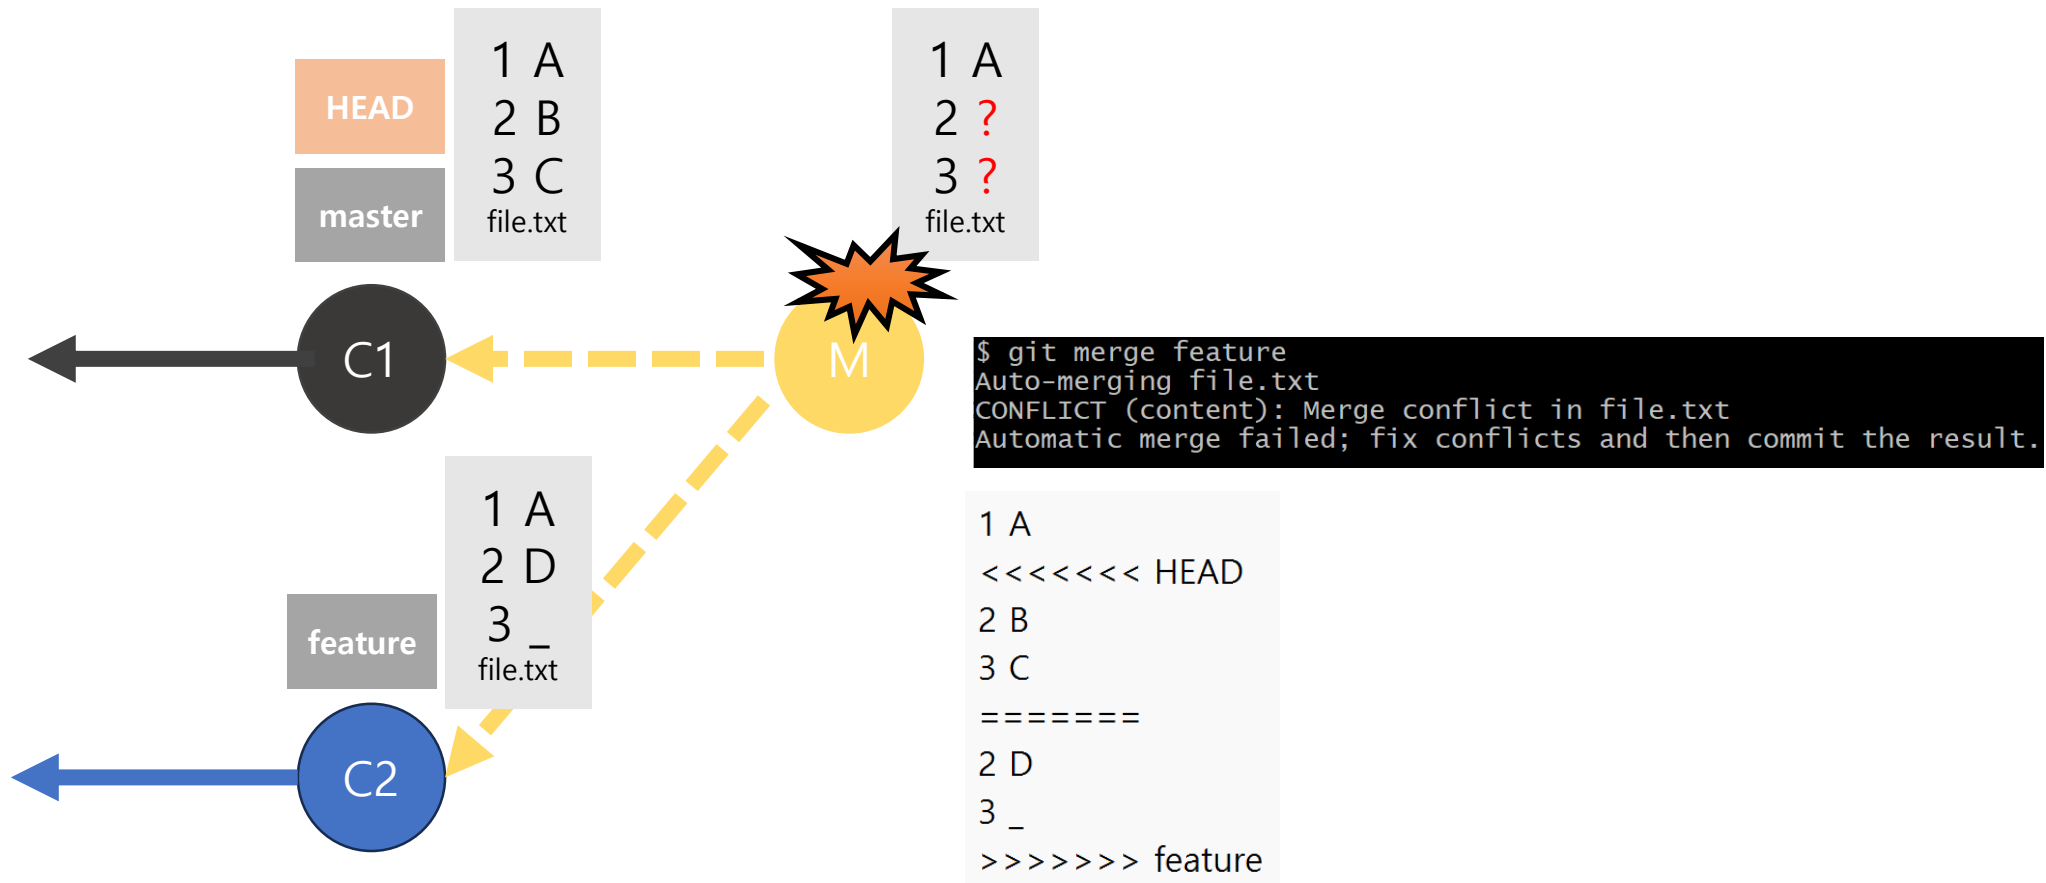 HEAD
master
1 A
2 B
3 C
file.txt
C1
1 A
2 ?
3 ?
file.txt
M
$ git merge feature
Auto-merging file.txt
CONFLICT (content): Merge conflict in file.txt
Automatic merge failed; fix conflicts and then commit the result.
feature
1 A
2 D
3 _
file.txt
C2
1 A
<<<<<<< HEAD
2 B
3 C
=======
2 D
3 _
>>>>>>> feature